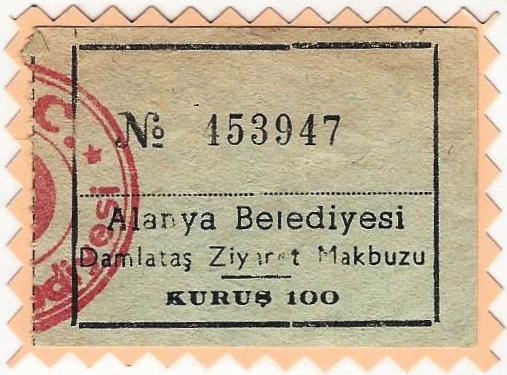 № 153947
Alanya Belediyesi
Damlataş Ziyaret Makbuzu
KURUŞ 100